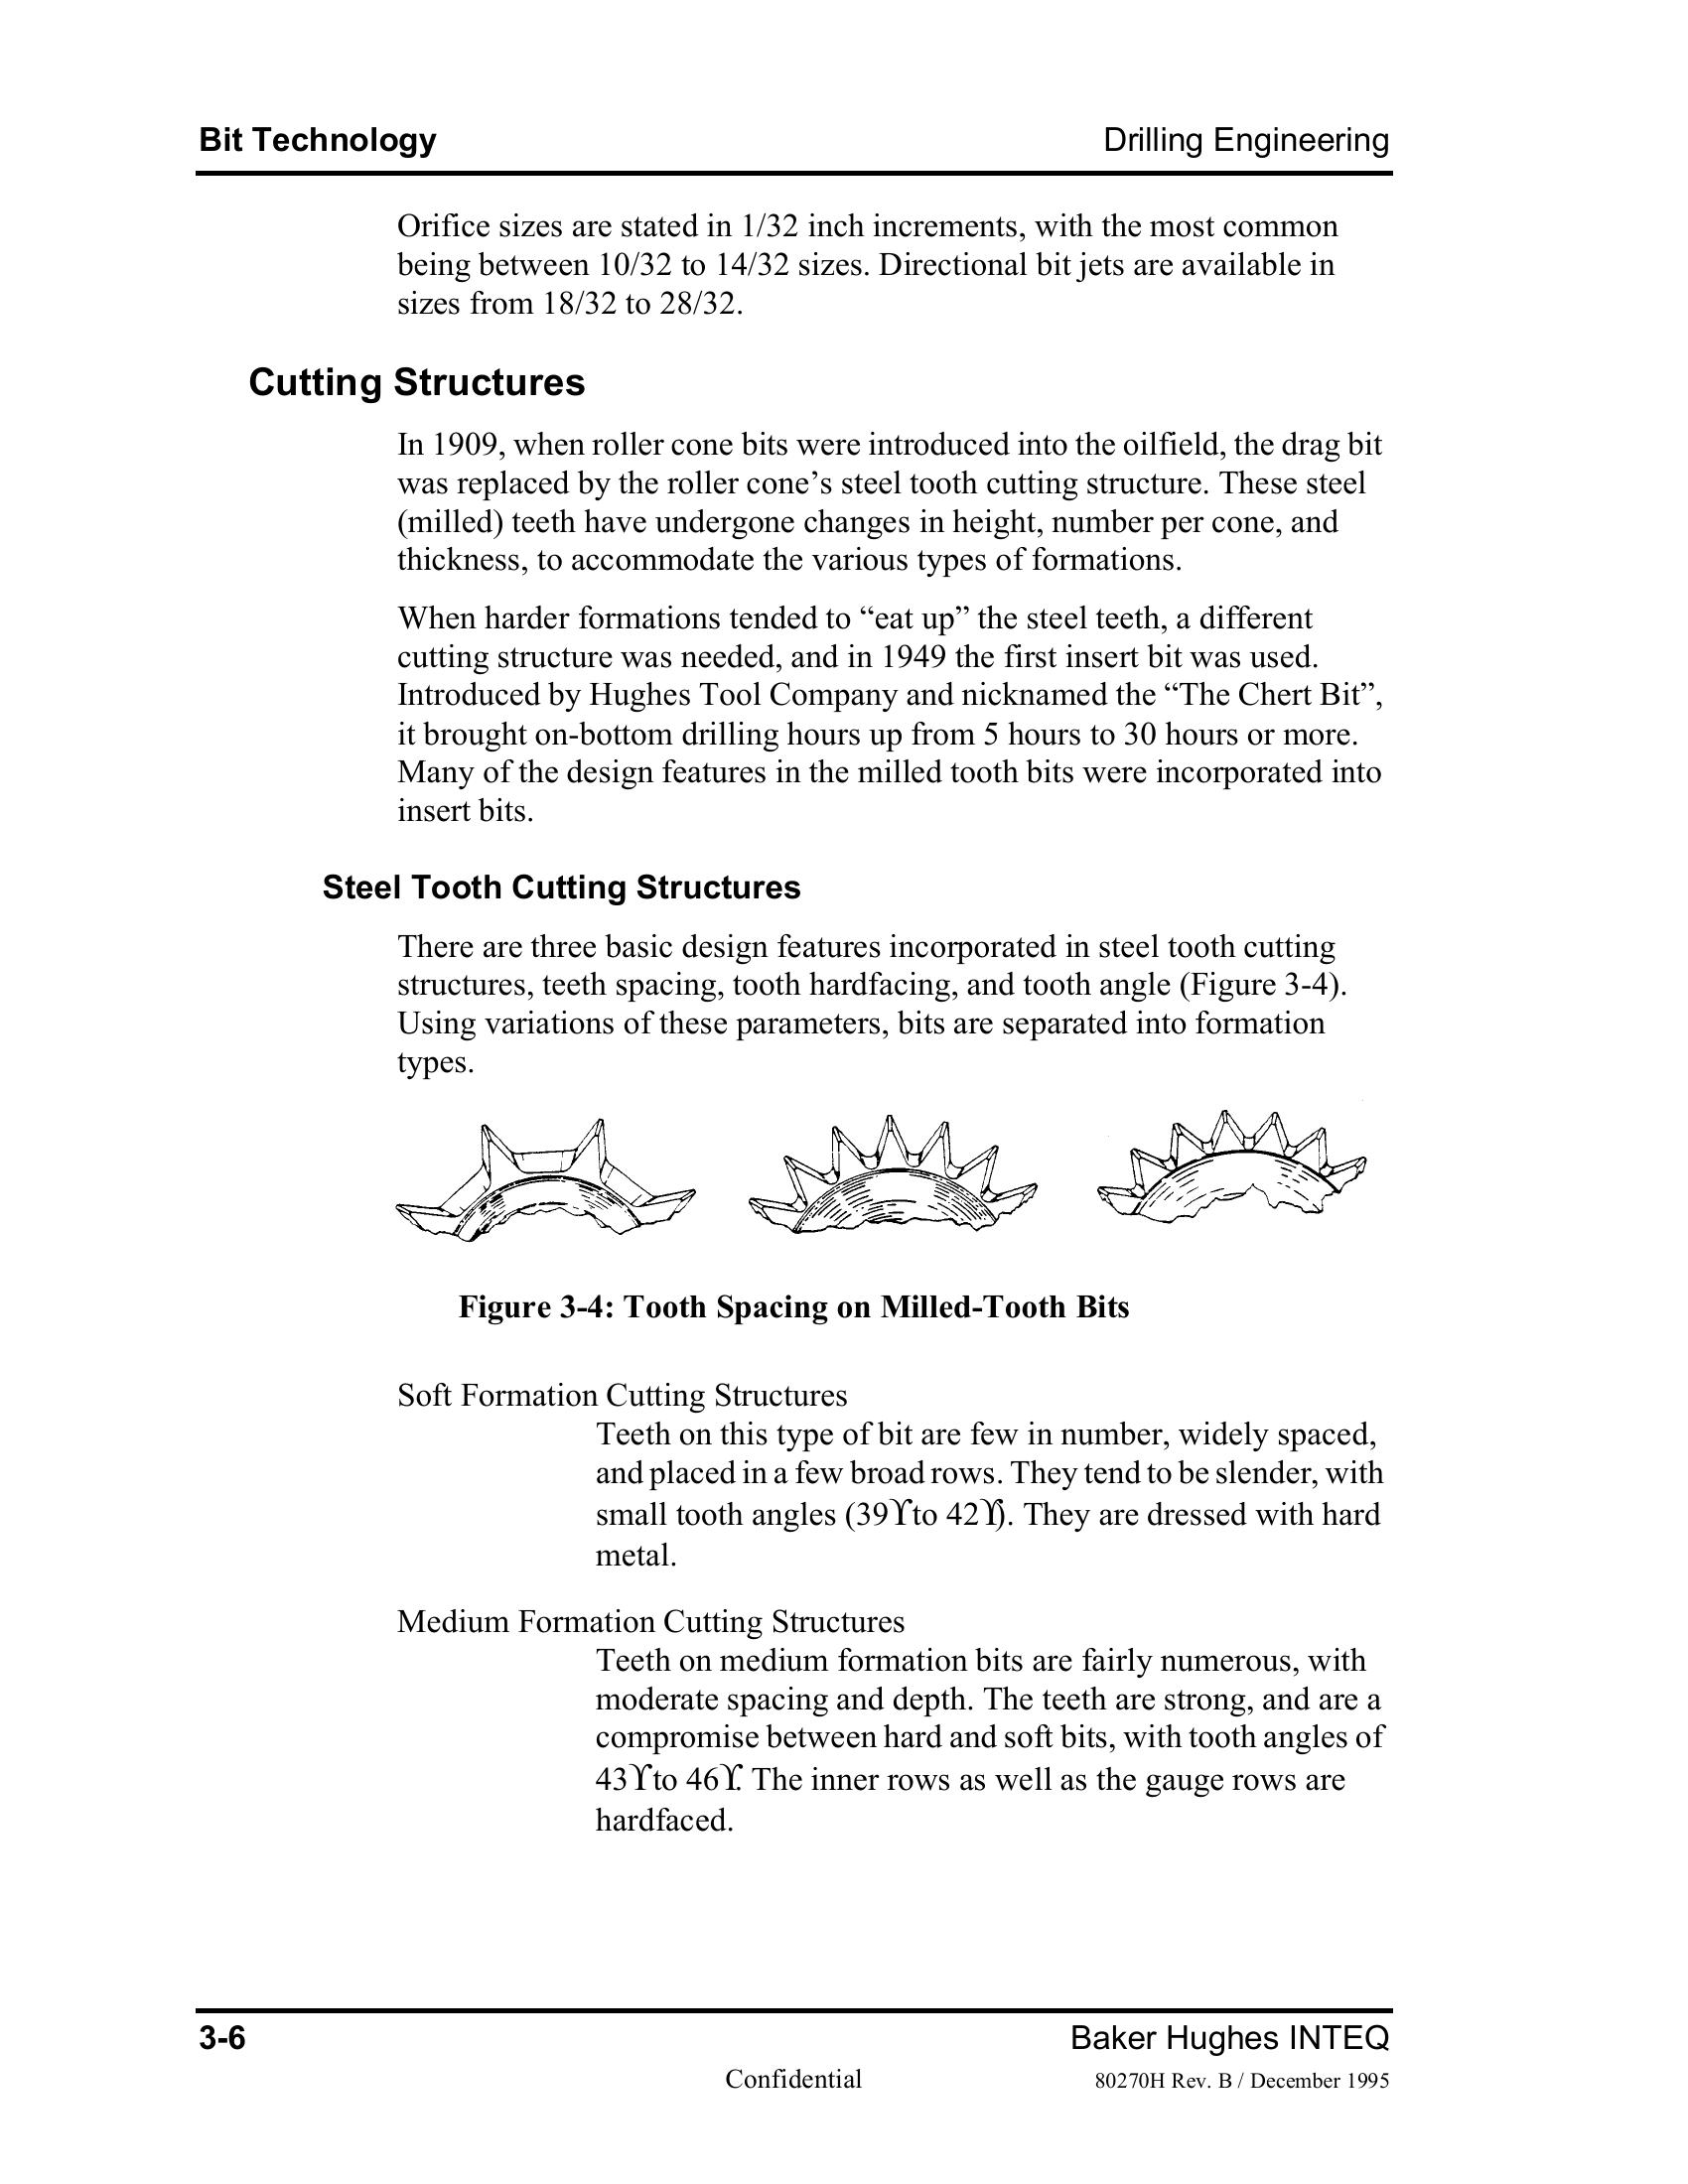 Bit Technology Drilling Engineering
Orifice sizes are stated in 1/32 inch increments, with the most common
being between 10/32 to 14/32 sizes. Directional bit jets are available in
sizes from 18/32 to 28/32.
Cutting Structures
In 1909, when roller cone bits were introduced into the oilfield, the drag bit
was replaced by the roller cone’s steel tooth cutting structure. These steel
(milled) teeth have undergone changes in height, number per cone, and
thickness, to accommodate the various types of formations.
When harder formations tended to “eat up” the steel teeth, a different
cutting structure was needed, and in 1949 the first insert bit was used.
Introduced by Hughes Tool Company and nicknamed the “The Chert Bit”,
it brought on-bottom drilling hours up from 5 hours to 30 hours or more.
Many of the design features in the milled tooth bits were incorporated into
insert bits.
Steel Tooth Cutting Structures
There are three basic design features incorporated in steel tooth cutting
structures, teeth spacing, tooth hardfacing, and tooth angle (Figure 3-4).
Using variations of these parameters, bits are separated into formation
types.
Figure 3-4: Tooth Spacing on Milled-Tooth Bits
Soft Formation Cutting Structures
Teeth on this type of bit are few in number, widely spaced,
and placed in a few broad rows. They tend to be slender, with
small tooth angles (39ϒ to 42ϒ). They are dressed with hard
metal.
Medium Formation Cutting Structures
Teeth on medium formation bits are fairly numerous, with
moderate spacing and depth. The teeth are strong, and are a
compromise between hard and soft bits, with tooth angles of
43ϒ to 46ϒ. The inner rows as well as the gauge rows are
hardfaced.
3-6 Baker Hughes INTEQ
Confidential 80270H Rev. B / December 1995